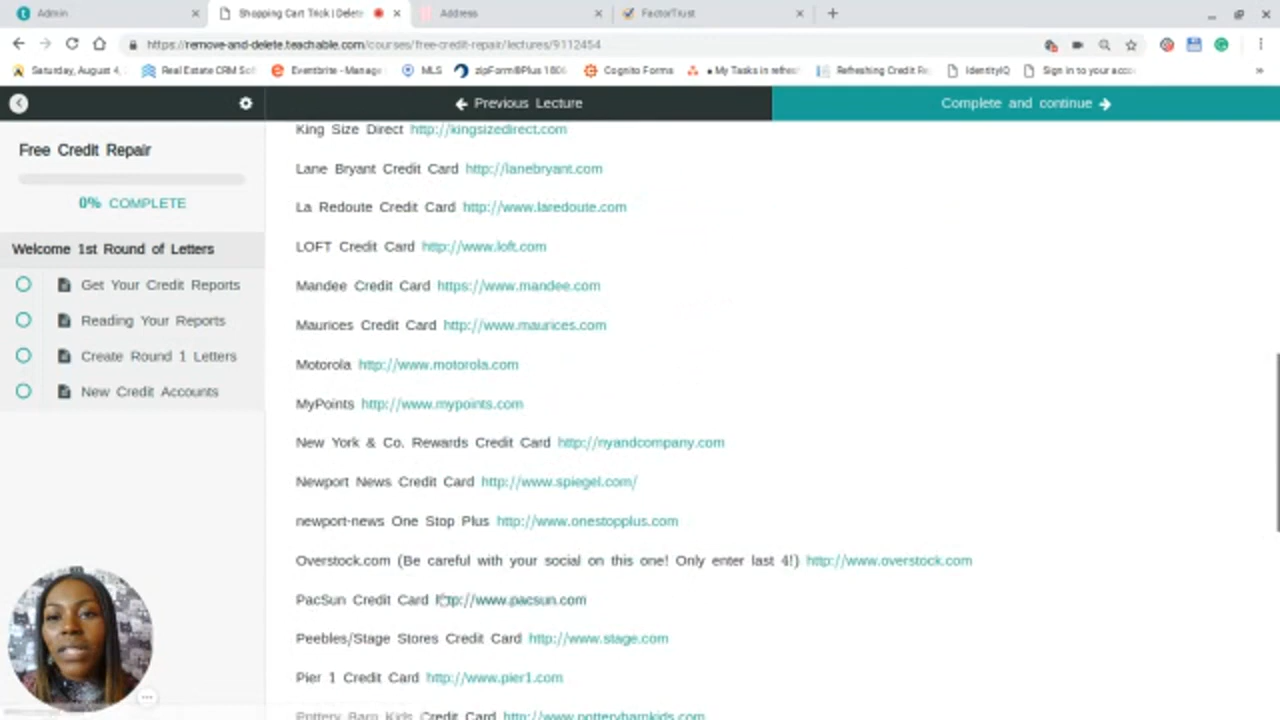 Admin
Shopping Cart Trick | Delete
Address
FactorTrust
https://remove-and-delete.teachable.com/courses/free-credit-repair/lectures/9112454
Saturday, August 4,
Real Estate CRM
Eventbrite - Manage
MLS
zipForm®Plus
Cognito Forms
My Tasks in
Refreshing Credit
IdentityIQ
Sign in to your
Previous Lecture
Complete and continue
Free Credit Repair
0% COMPLETE
Welcome 1st Round of Letters
Get Your Credit Reports
Reading Your Reports
Create Round 1 Letters
New Credit Accounts
King Size Direct http://kingsizedirect.com
Lane Bryant Credit Card http://lanebryant.com
La Redoute Credit Card http://www.laredoute.com
LOFT Credit Card http://www.loft.com
Mandee Credit Card https://www.mandee.com
Maurices Credit Card http://www.maurices.com
Motorola http://www.motorola.com
MyPoints http://www.mypoints.com
New York & Co. Rewards Credit Card http://nyandcompany.com
Newport News Credit Card http://www.spiegel.com/
newport-news One Stop Plus http://www.onestopplus.com
Overstock.com (Be careful with your social on this one! Only enter last 4!) http://www.overstock.com
PacSun Credit Card http://www.pacsun.com
Peebles/Stage Stores Credit Card http://www.stage.com
Pier 1 Credit Card http://www.pier1.com
Pottery Barn Kids Credit Card http://www.potterybarnkids.com